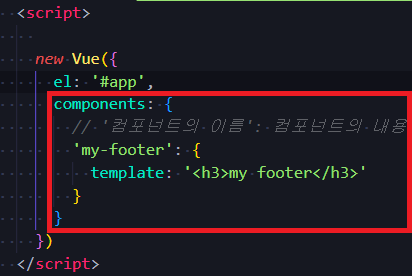 <script>
new Vue({
el: '#app',
components: {
// '컴포넌트의 이름': 컴포넌트의 내용
'my-footer': {
template: '<h3>my footer</h3>'
}
}
})
</script>